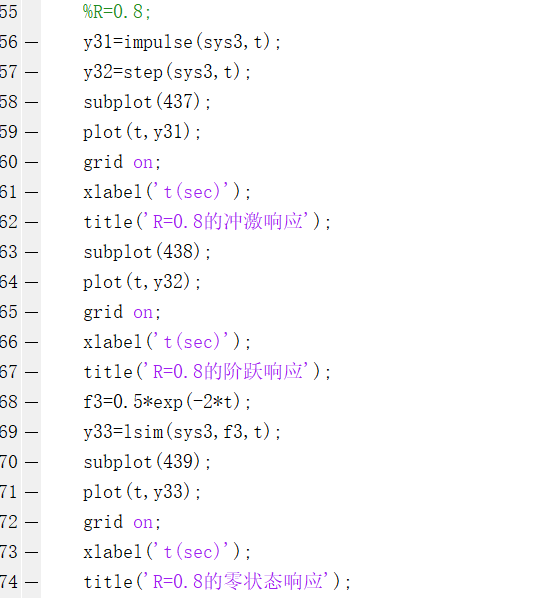 55 %R=0.8;
56 — y31=impulse(sys3,t);
57 — y32=step(sys3,t);
58 — subplot(437);
59 — plot(t,y31);
60 — grid on;
61 — xlabel('t(sec)');
62 — title('R=0.8的冲激响应');
63 — subplot(438);
64 — plot(t,y32);
65 — grid on;
66 — xlabel('t(sec)');
67 — title('R=0.8的阶跃响应');
68 — f3=0.5*exp(-2*t);
69 — y33=lsim(sys3,f3,t);
70 — subplot(439);
71 — plot(t,y33);
72 — grid on;
73 — xlabel('t(sec)');
74 — title('R=0.8的零状态响应');